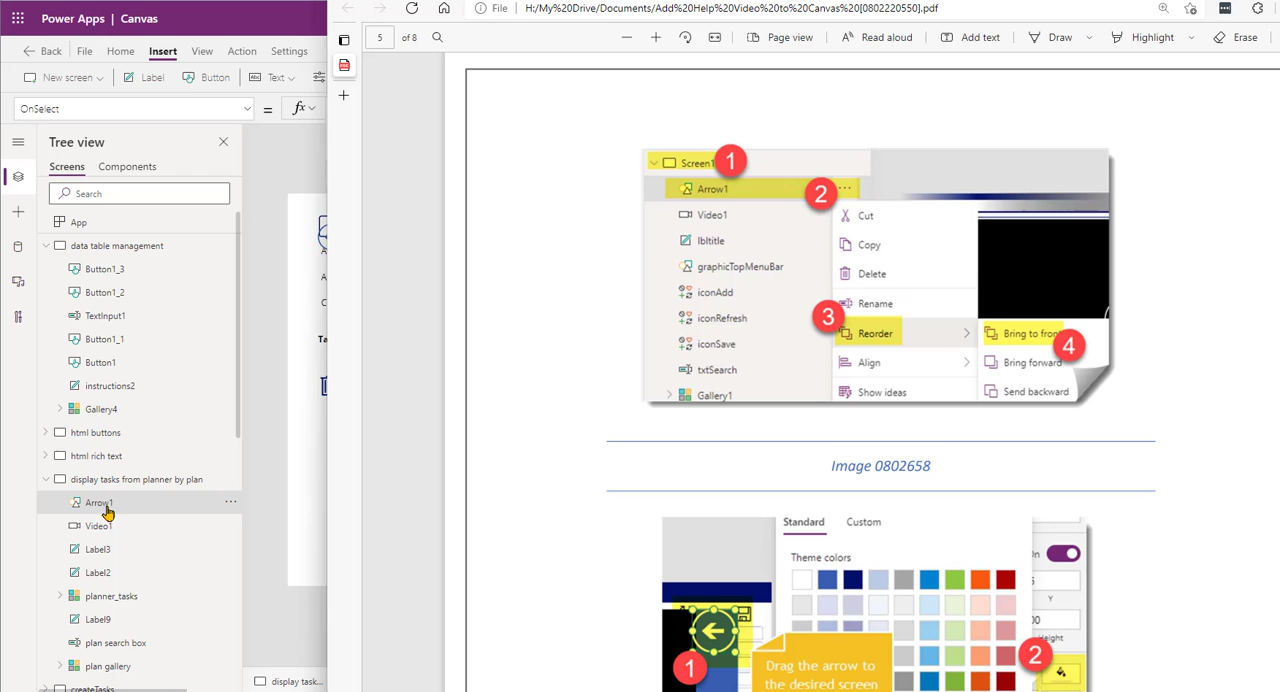 Power Apps | Canvas
Back File Home Insert View Action Settings
New screen Label Button Text
OnSelect = fx
Tree view
Screens Components
Search
App
data table management
Button1_3
Button1_2
TextInput1
Button1_1
Button1
instructions2
Gallery4
html buttons
html rich text
display tasks from planner by plan
Arrow1 ...
Video1
Label3
Label2
planner_tasks
Label9
plan search box
plan gallery
createTasks
display task...
File H:/My%20Drive/Documents/Add%20Help%20Video%20to%20Canvas%20[0802220550].pdf
5 of 8 Page view Read aloud Add text Draw Highlight Erase
Screen1 1
Arrow1 2 ...
Video1
lbltitle
graphicTopMenuBar
iconAdd
iconRefresh
iconSave
txtSearch
Gallery1
Cut
Copy
Delete
Rename
3 Reorder
Align
Show ideas
Bring to front 4
Bring forward
Send backward
Image 0802658
Standard Custom
Theme colors
On
Y
Height
1
2
Drag the arrow to
the desired screen